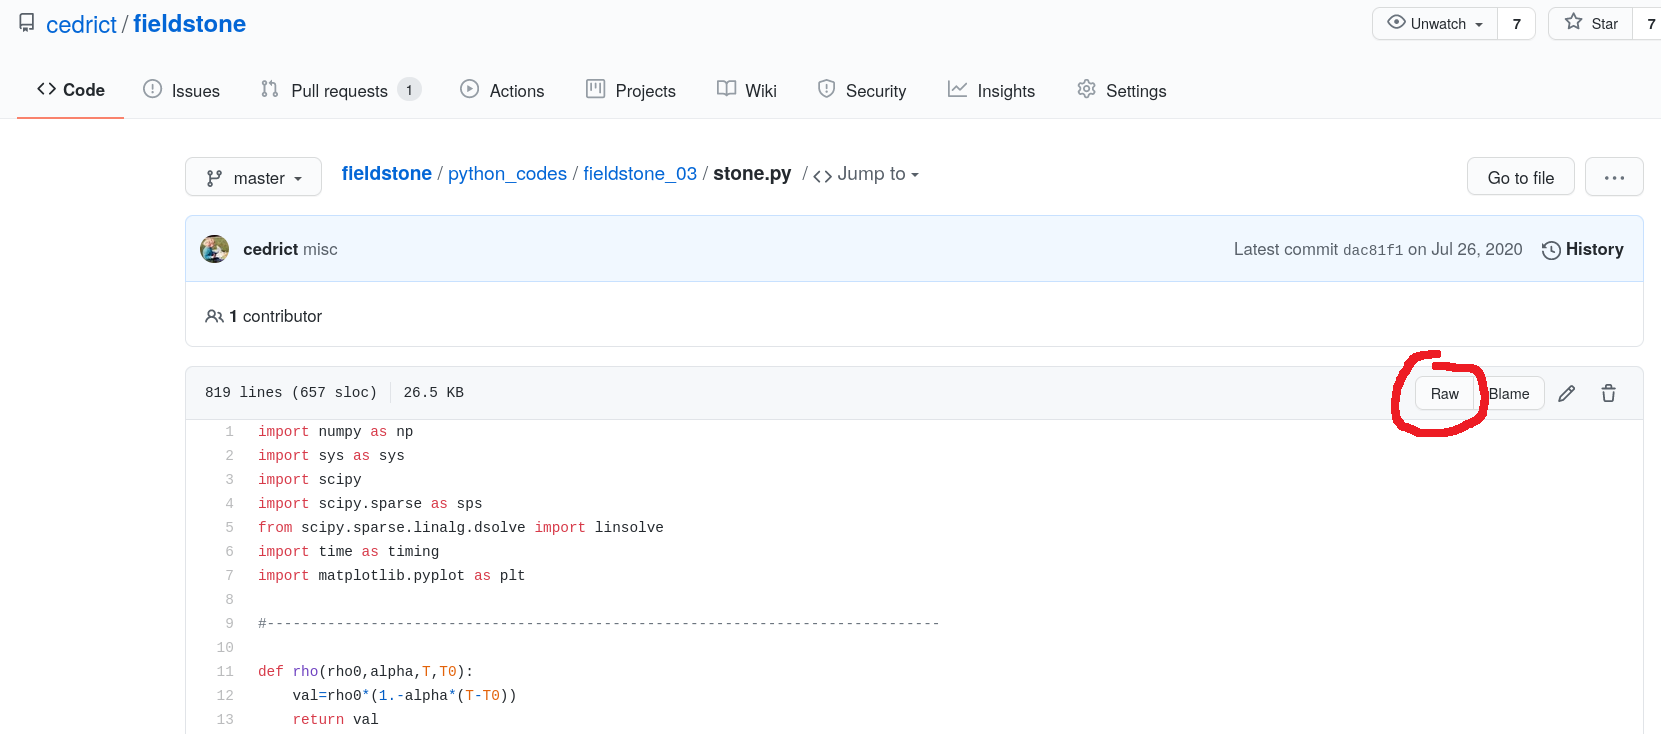 cedrict / fieldstone
Unwatch 7 Star 7
Code Issues Pull requests 1 Actions Projects Wiki Security Insights Settings
master fieldstone / python_codes / fieldstone_03 / stone.py / <> Jump to Go to file ...
cedrict misc Latest commit dac81f1 on Jul 26, 2020 History
1 contributor
819 lines (657 sloc) 26.5 KB Raw Blame
1 import numpy as np
2 import sys as sys
3 import scipy
4 import scipy.sparse as sps
5 from scipy.sparse.linalg.dsolve import linsolve
6 import time as timing
7 import matplotlib.pyplot as plt
8
9 #------------------------------------------------------------------------------
10
11 def rho(rho0,alpha,T,T0):
12     val=rho0*(1.-alpha*(T-T0))
13     return val